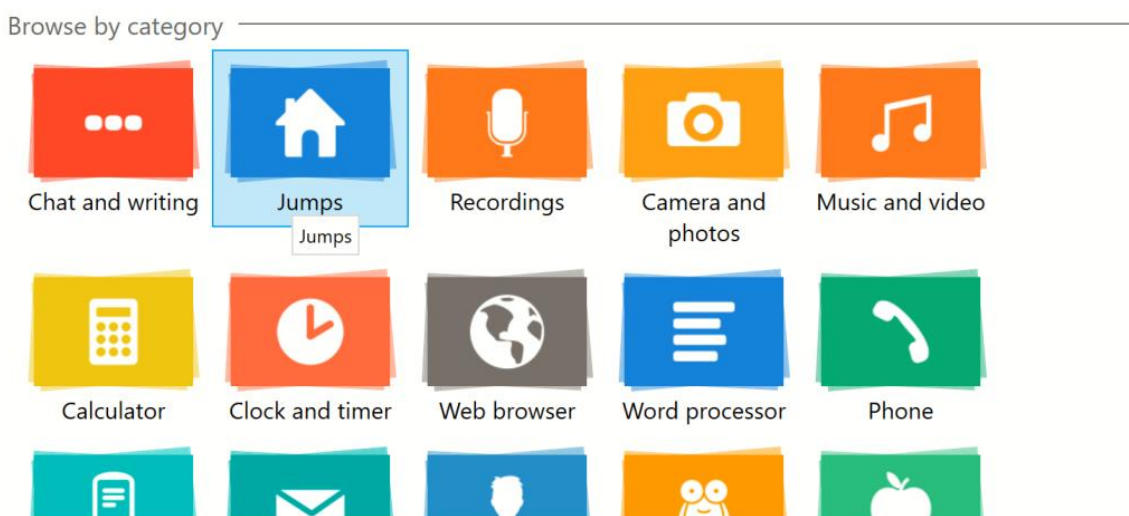 Browse by category
Chat and writing
Jumps
Recordings
Camera and
photos
Music and video
Jumps
Calculator
Clock and timer
Web browser
Word processor
Phone